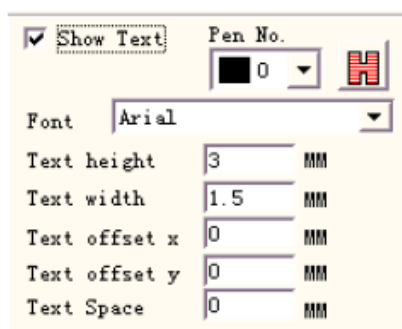 Show Text Pen No.
0
Font Arial
Text height 3 MM
Text width 1.5 MM
Text offset x 0 MM
Text offset y 0 MM
Text Space 0 MM